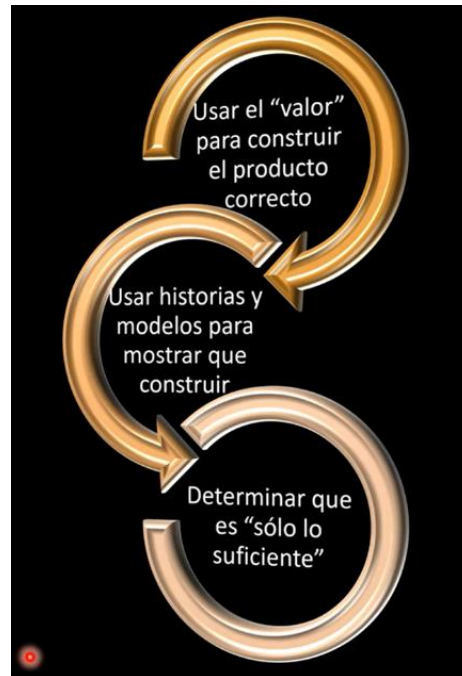 Usar el “valor”
para construir
el producto
correcto
Usar historias y
modelos para
mostrar que
construir
Determinar que
es “sólo lo
suficiente”